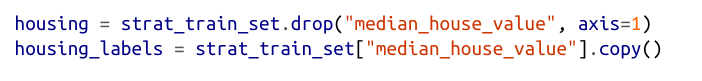 housing = strat_train_set.drop("median_house_value", axis=1)
housing_labels = strat_train_set["median_house_value"].copy()